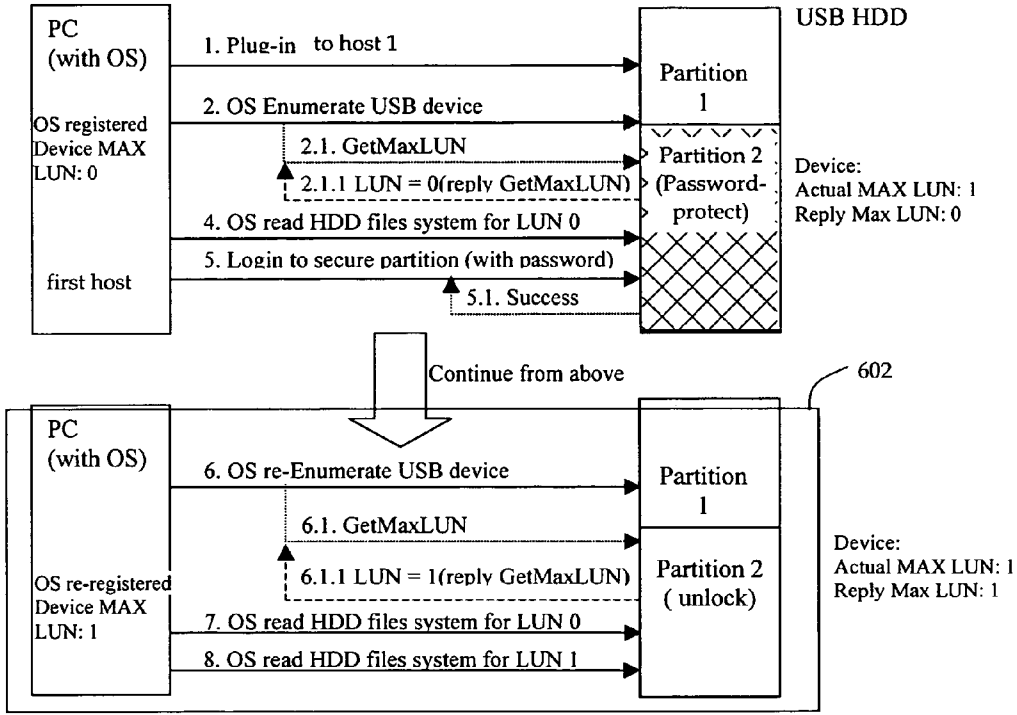 USB HDD
PC
(with OS)
1. Plug-in to host 1
Partition
1
2. OS Enumerate USB device
OS registered
Device MAX
LUN: 0
2.1. GetMaxLUN
2.1.1 LUN = 0(reply GetMaxLUN)
Partition 2
(Password-
protect)
Device:
Actual MAX LUN: 1
Reply Max LUN: 0
4. OS read HDD files system for LUN 0
5. Login to secure partition (with password)
first host
5.1. Success
Continue from above
602
PC
(with OS)
6. OS re-Enumerate USB device
Partition
1
6.1. GetMaxLUN
6.1.1 LUN = 1(reply GetMaxLUN)
Partition 2
( unlock)
Device:
Actual MAX LUN: 1
Reply Max LUN: 1
OS re-registered
Device MAX
LUN: 1
7. OS read HDD files system for LUN 0
8. OS read HDD files system for LUN 1